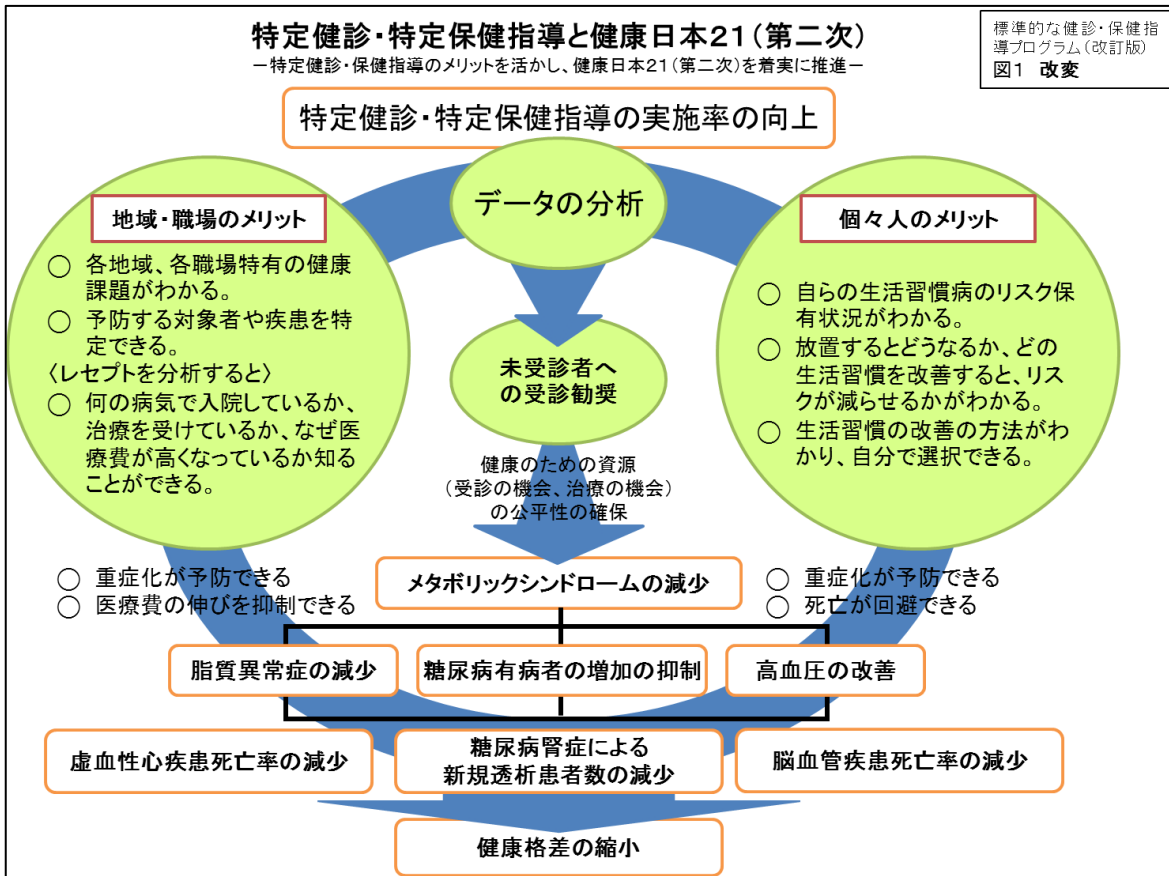 特定健診・特定保健指導と健康日本21(第二次)
－特定健診・保健指導のメリットを活かし、健康日本21(第二次)を着実に推進－
標準的な健診・保健指
導プログラム(改訂版)
図1 改変
特定健診・特定保健指導の実施率の向上
データの分析
地域・職場のメリット
○ 各地域、各職場特有の健康
課題がわかる。
○ 予防する対象者や疾患を特
定できる。
〈レセプトを分析すると〉
○ 何の病気で入院しているか、
治療を受けているか、なぜ医
療費が高くなっているか知る
ことができる。
個々人のメリット
○ 自らの生活習慣病のリスク保
有状況がわかる。
○ 放置するとどうなるか、どの
生活習慣を改善すると、リス
クが減らせるかがわかる。
○ 生活習慣の改善の方法がわ
かり、自分で選択できる。
未受診者へ
の受診勧奨
健康のための資源
(受診の機会、治療の機会)
の公平性の確保
○ 重症化が予防できる
○ 医療費の伸びを抑制できる
メタボリックシンドロームの減少
○ 重症化が予防できる
○ 死亡が回避できる
脂質異常症の減少
糖尿病有病者の増加の抑制
高血圧の改善
虚血性心疾患死亡率の減少
糖尿病腎症による
新規透析患者数の減少
脳血管疾患死亡率の減少
健康格差の縮小